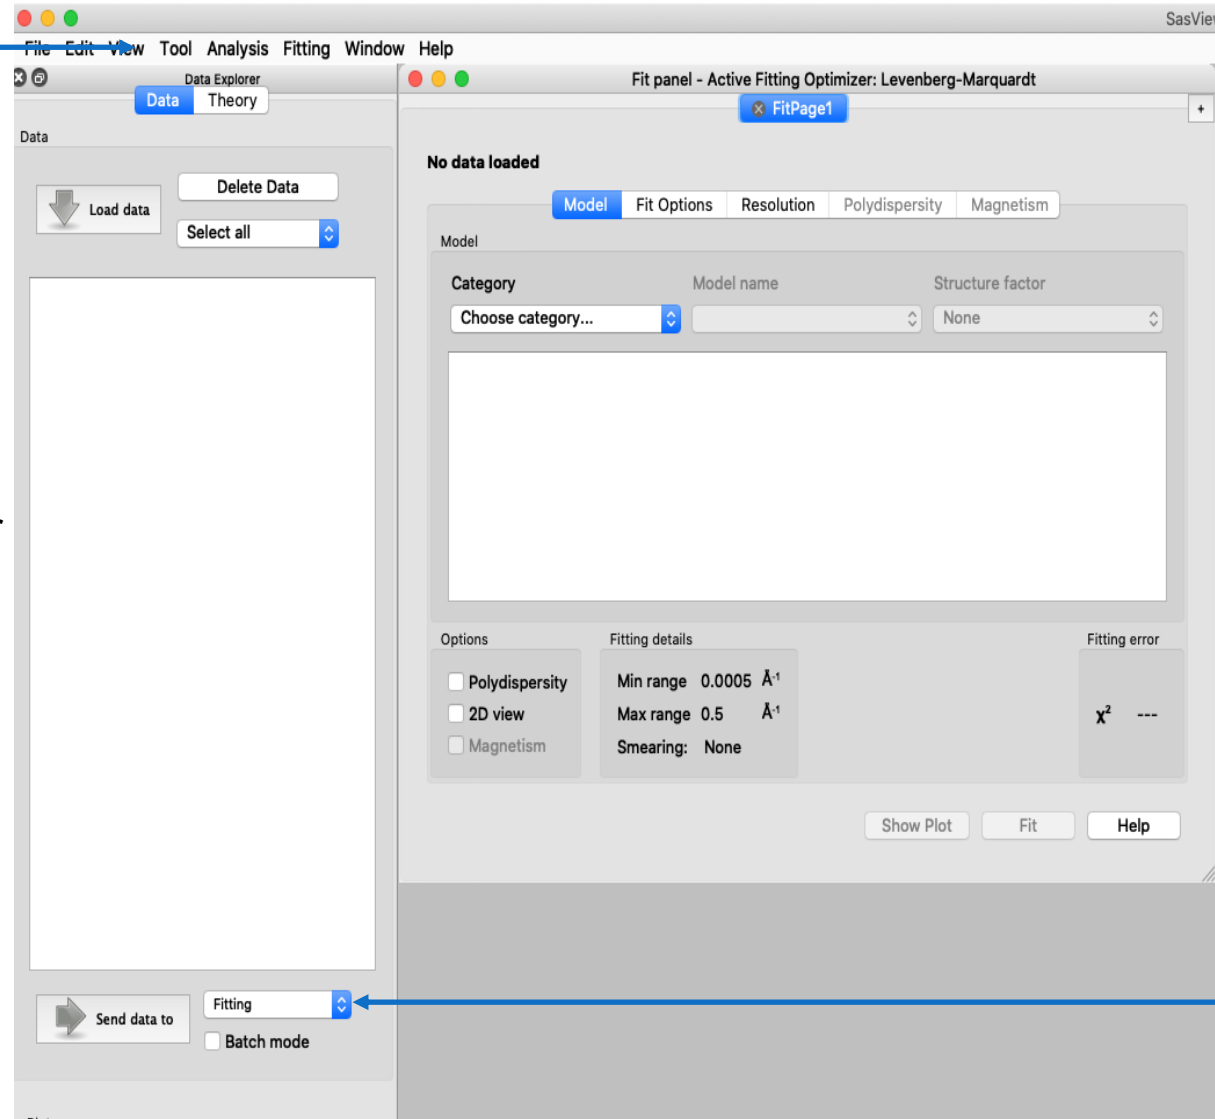 SasView
File Edit View Tool Analysis Fitting Window Help
Data Explorer
Data Theory
Data
Load data
Delete Data
Select all
Send data to
Fitting
Batch mode
Fit panel - Active Fitting Optimizer: Levenberg-Marquardt
FitPage1
+
No data loaded
Model Fit Options Resolution Polydispersity Magnetism
Model
Category Model name Structure factor
Choose category... None
Options
Polydispersity
2D view
Magnetism
Fitting details
Min range 0.0005 Å-1
Max range 0.5 Å-1
Smearing: None
Fitting error
χ² ---
Show Plot Fit Help